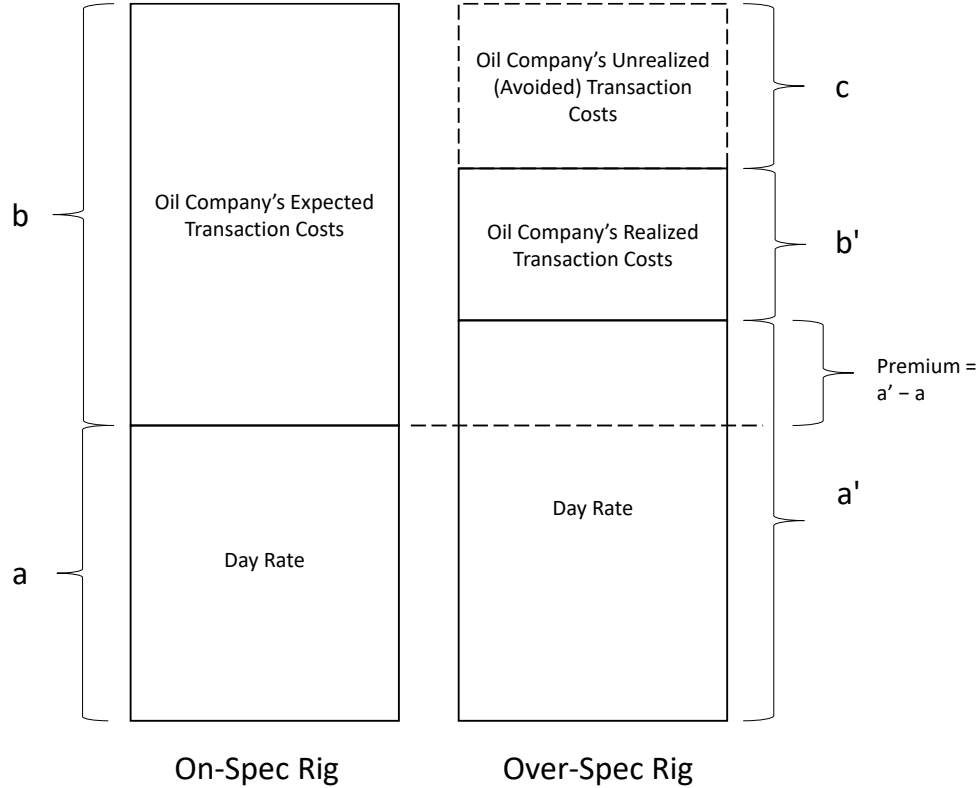 Oil Company’s Unrealized
(Avoided) Transaction
Costs
c
b
Oil Company’s Expected
Transaction Costs
Oil Company’s Realized
Transaction Costs
b'
Premium =
a’ – a
a'
Day Rate
a
Day Rate
On-Spec Rig
Over-Spec Rig